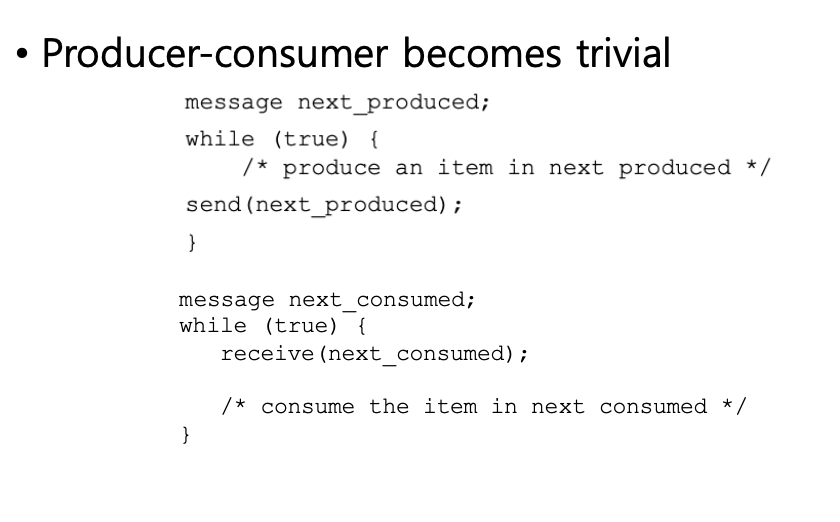 • Producer-consumer becomes trivial
message next_produced;
while (true) {
/* produce an item in next produced */
send(next_produced);
}
message next_consumed;
while (true) {
receive(next_consumed);
/* consume the item in next consumed */
}